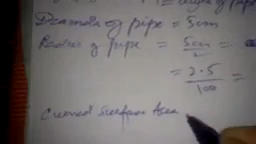 Diameter of pipe = 5cm
Radius of pipe = 5cm/2 =
= 2.5/100 =
Curved Surface Area